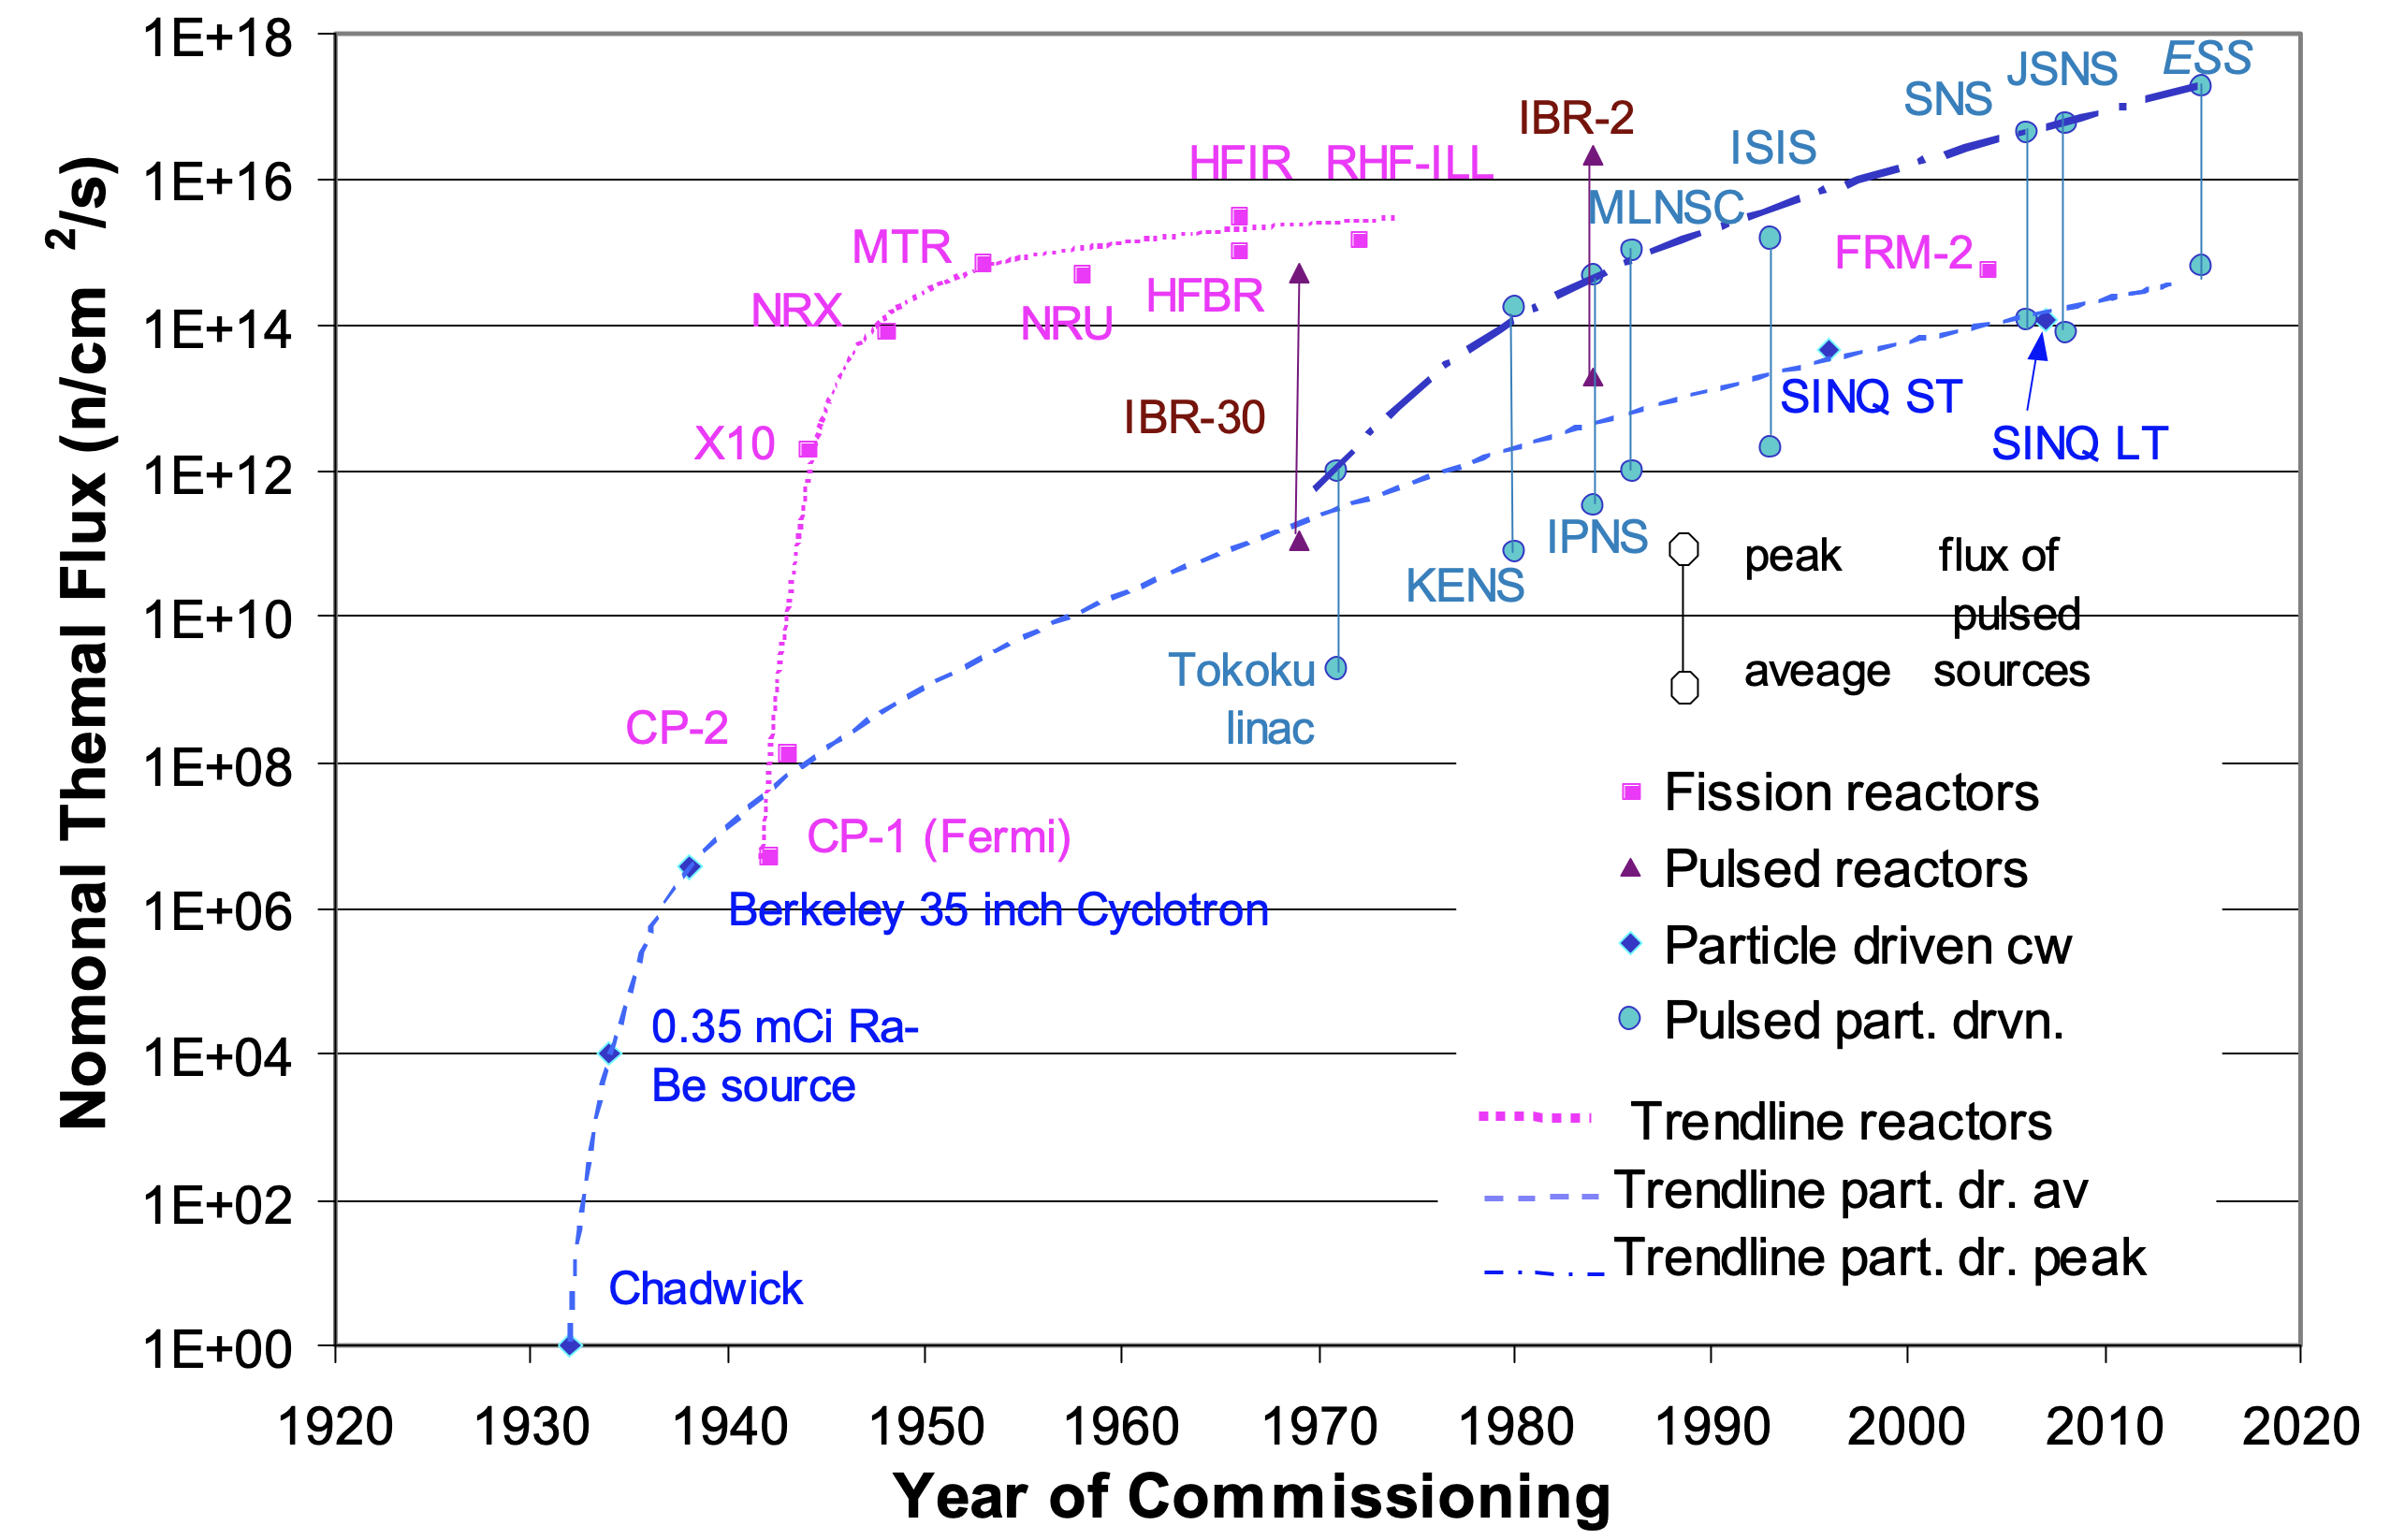 Nomonal Themal Flux (n/cm 2/s)
1E+18
1E+16
1E+14
1E+12
1E+10
1E+08
1E+06
1E+04
1E+02
1E+00
ESS
JSNS
SNS
IBR-2
ISIS
HFIR RHF-ILL
MLNSC
MTR
FRM-2
HFBR
NRX
NRU
SINQ ST
IBR-30
X10
SINQ LT
IPNS
KENS
peak flux of
pulsed
aveage sources
Tokoku
linac
CP-2
CP-1 (Fermi)
Berkeley 35 inch Cyclotron
0.35 mCi Ra-
Be source
Chadwick
Fission reactors
Pulsed reactors
Particle driven cw
Pulsed part. drvn.
Trendline reactors
Trendline part. dr. av
Trendline part. dr. peak
1920 1930 1940 1950 1960 1970 1980 1990 2000 2010 2020
Year of Commissioning